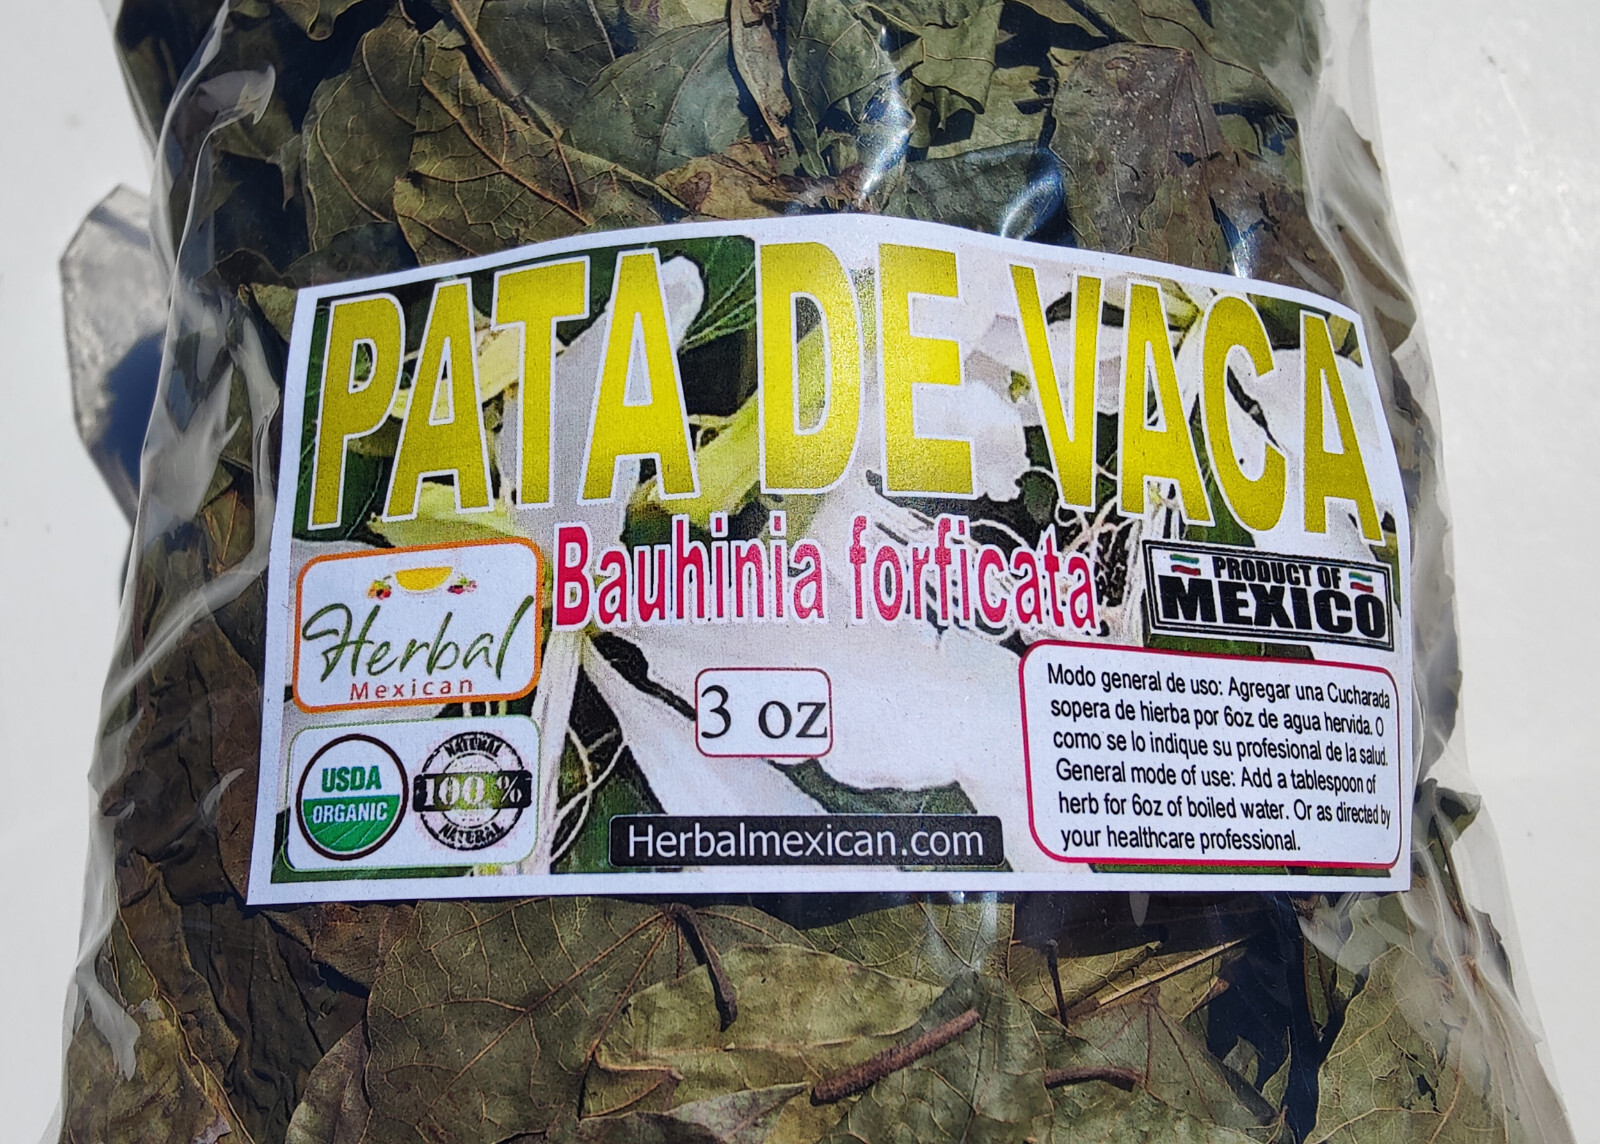 PATA DE VACA
Bauhinia forficata
Herbal
Mexican
PRODUCT OF
MEXICO
USDA
ORGANIC
NATURAL
100 %
NATURAL
3 oz
Herbalmexican.com
Modo general de uso: Agregar una Cucharada
sopera de hierba por 6oz de agua hervida. O
como se lo indique su profesional de la salud.
General mode of use: Add a tablespoon of
herb for 6oz of boiled water. Or as directed by
your healthcare professional.